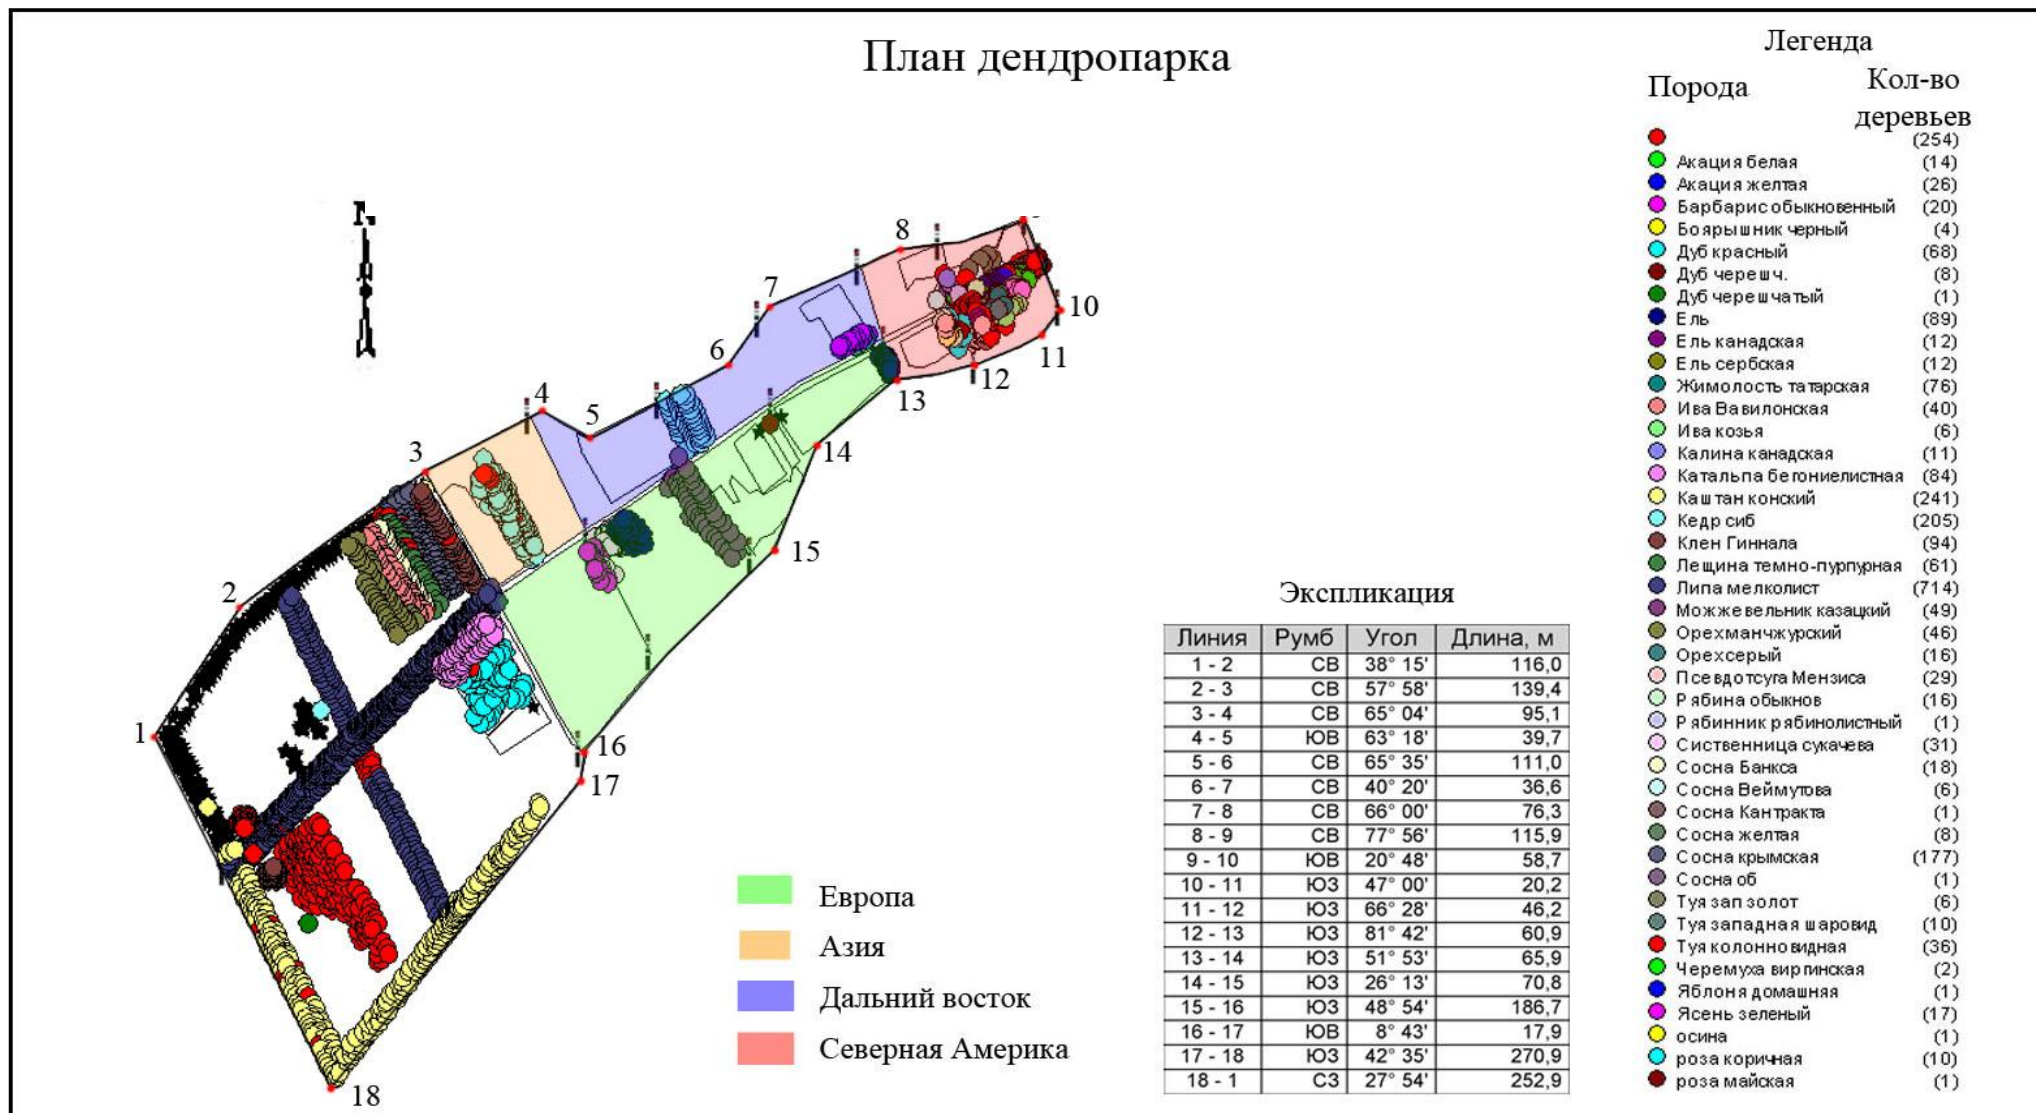 План дендропарка
Легенда
Порода Кол-во
деревьев
(254)
Акация белая (14)
Акация желтая (26)
Барбарис обыкновенный (20)
Боярышник черный (4)
Дуб красный (68)
Дуб черешч. (8)
Дуб черешчатый (1)
Ель (89)
Ель канадская (12)
Ель сербская (12)
Жимолость татарская (76)
Ива Вавилонская (40)
Ива козья (6)
Калина канадская (11)
Катальпа бегониелистная (84)
Каштан конский (241)
Кедр сиб (205)
Клен Гиннала (94)
Лещина темно-пурпурная (61)
Липа мелколист (714)
Можжевельник казацкий (49)
Орех манчжурский (46)
Орех серый (16)
Псевдотсуга Мензиса (29)
Рябина обыкнов (16)
Рябинник рябинолистный (1)
Сиственница сукачева (31)
Сосна Банкса (18)
Сосна Веймутова (6)
Сосна Кантракта (1)
Сосна желтая (8)
Сосна крымская (177)
Сосна об (1)
Туя зап золот (6)
Туя западная шаровид (10)
Туя колонновидная (36)
Черемуха виргинская (2)
Яблоня домашняя (1)
Ясень зеленый (17)
осина (1)
роза коричная (10)
роза майская (1)
1
2
3
4
5
6
7
8
10
11
12
13
14
15
16
17
18
Европа
Азия
Дальний восток
Северная Америка
Экспликация
Линия Румб Угол Длина, м
1 - 2 СВ 38° 15' 116,0
2 - 3 СВ 57° 58' 139,4
3 - 4 СВ 65° 04' 95,1
4 - 5 ЮВ 63° 18' 39,7
5 - 6 СВ 65° 35' 111,0
6 - 7 СВ 40° 20' 36,6
7 - 8 СВ 66° 00' 76,3
8 - 9 СВ 77° 56' 115,9
9 - 10 ЮВ 20° 48' 58,7
10 - 11 ЮЗ 47° 00' 20,2
11 - 12 ЮЗ 66° 28' 46,2
12 - 13 ЮЗ 81° 42' 60,9
13 - 14 ЮЗ 51° 53' 65,9
14 - 15 ЮЗ 26° 13' 70,8
15 - 16 ЮЗ 48° 54' 186,7
16 - 17 ЮВ 8° 43' 17,9
17 - 18 ЮЗ 42° 35' 270,9
18 - 1 СЗ 27° 54' 252,9